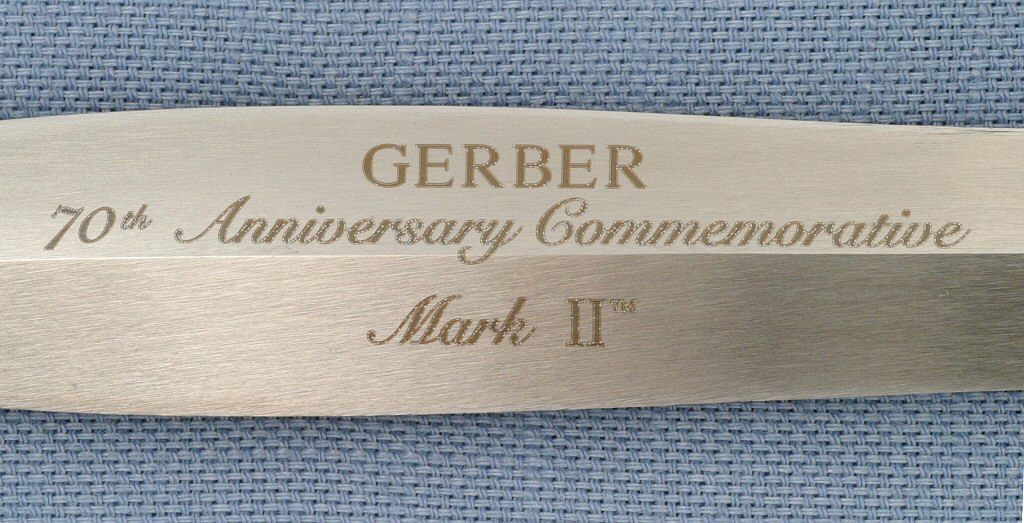 GERBER
70th Anniversary Commemorative
Mark II™